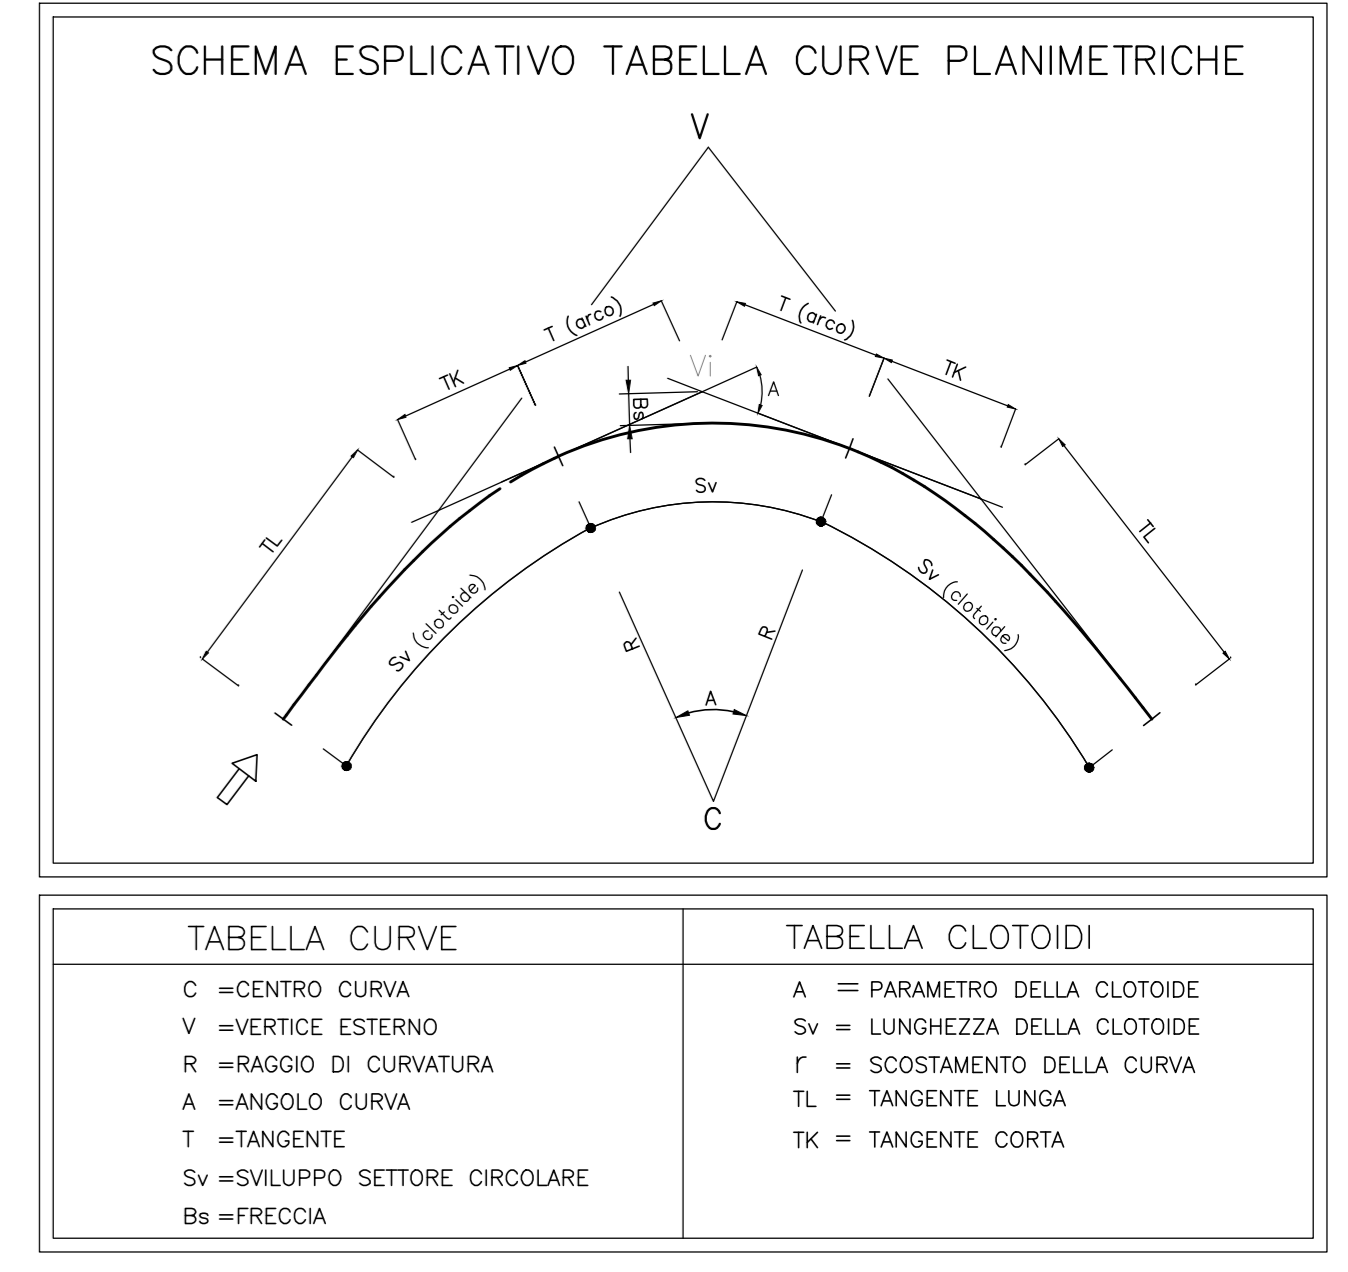 SCHEMA ESPLICATIVO TABELLA CURVE PLANIMETRICHE
V
T (arco)
T (arco)
TK
TK
Vi
A
Bs
TL
TL
Sv
Sv (clotoide)
Sv (clotoide)
R
R
A
C
TABELLA CURVE
C =CENTRO CURVA
V =VERTICE ESTERNO
R =RAGGIO DI CURVATURA
A =ANGOLO CURVA
T =TANGENTE
Sv =SVILUPPO SETTORE CIRCOLARE
Bs =FRECCIA
TABELLA CLOTOIDI
A = PARAMETRO DELLA CLOTOIDE
Sv = LUNGHEZZA DELLA CLOTOIDE
r = SCOSTAMENTO DELLA CURVA
TL = TANGENTE LUNGA
TK = TANGENTE CORTA